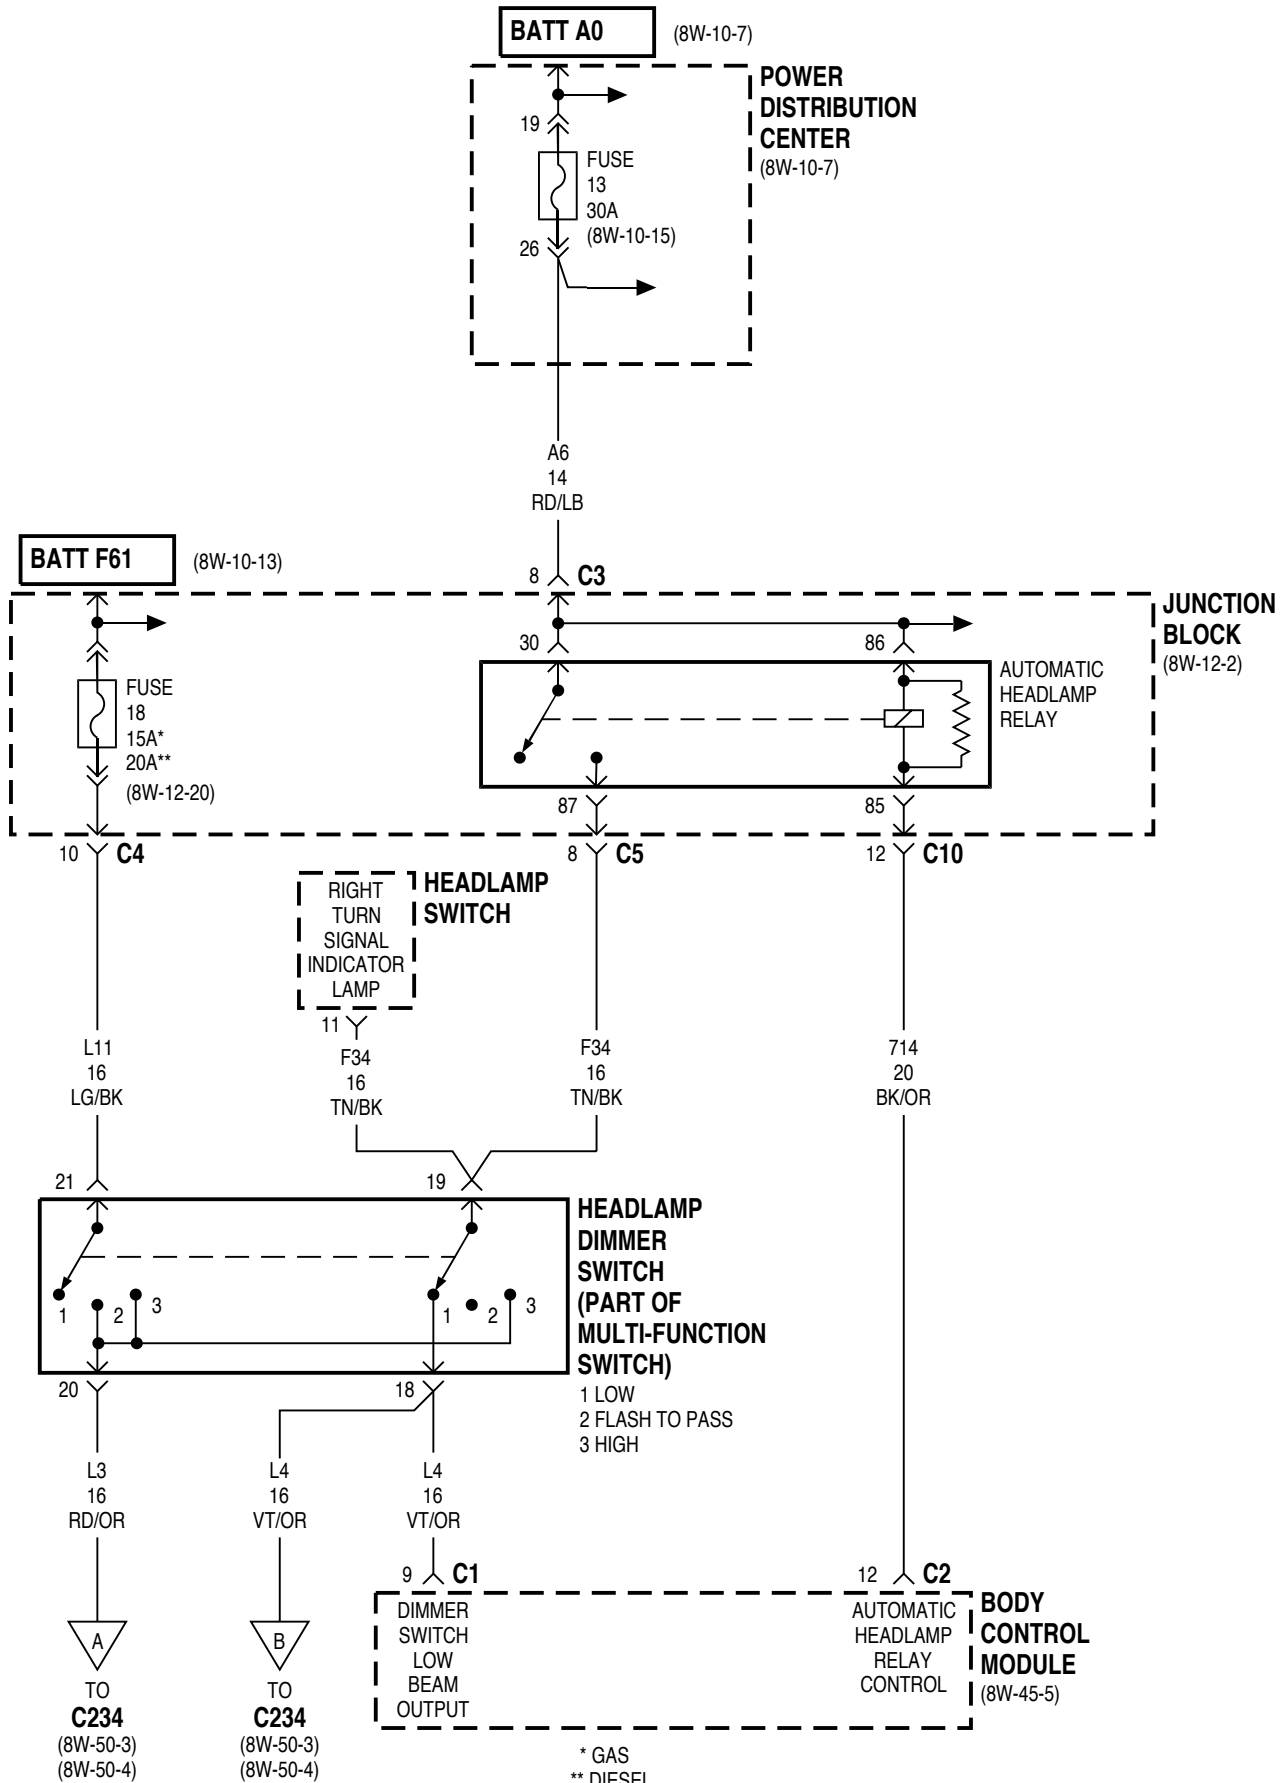 BATT A0
(8W-10-7)
POWER
DISTRIBUTION
CENTER
(8W-10-7)
19
FUSE
13
30A
(8W-10-15)
26
A6
14
RD/LB
BATT F61
(8W-10-13)
8
C3
JUNCTION
BLOCK
(8W-12-2)
30
86
AUTOMATIC
HEADLAMP
RELAY
FUSE
18
15A*
20A**
(8W-12-20)
87
85
10
C4
8
C5
12
C10
RIGHT
TURN
SIGNAL
INDICATOR
LAMP
HEADLAMP
SWITCH
11
L11
16
LG/BK
F34
16
TN/BK
F34
16
TN/BK
714
20
BK/OR
21
19
HEADLAMP
DIMMER
SWITCH
(PART OF
MULTI-FUNCTION
SWITCH)
1 LOW
2 FLASH TO PASS
3 HIGH
1
2
3
1
2
3
20
18
L3
16
RD/OR
L4
16
VT/OR
L4
16
VT/OR
9
C1
12
C2
DIMMER
SWITCH
LOW
BEAM
OUTPUT
AUTOMATIC
HEADLAMP
RELAY
CONTROL
BODY
CONTROL
MODULE
(8W-45-5)
A
TO
C234
(8W-50-3)
(8W-50-4)
B
TO
C234
(8W-50-3)
(8W-50-4)
* GAS
** DIESEL